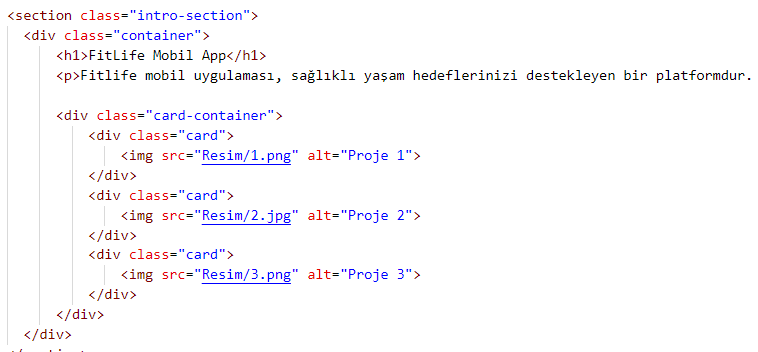 <section class="intro-section">
<div class="container">
<h1>FitLife Mobil App</h1>
<p>Fitlife mobil uygulaması, sağlıklı yaşam hedeflerinizi destekleyen bir platformdur.
<div class="card-container">
<div class="card">
<img src="Resim/1.png" alt="Proje 1">
</div>
<div class="card">
<img src="Resim/2.jpg" alt="Proje 2">
</div>
<div class="card">
<img src="Resim/3.png" alt="Proje 3">
</div>
</div>
</div>